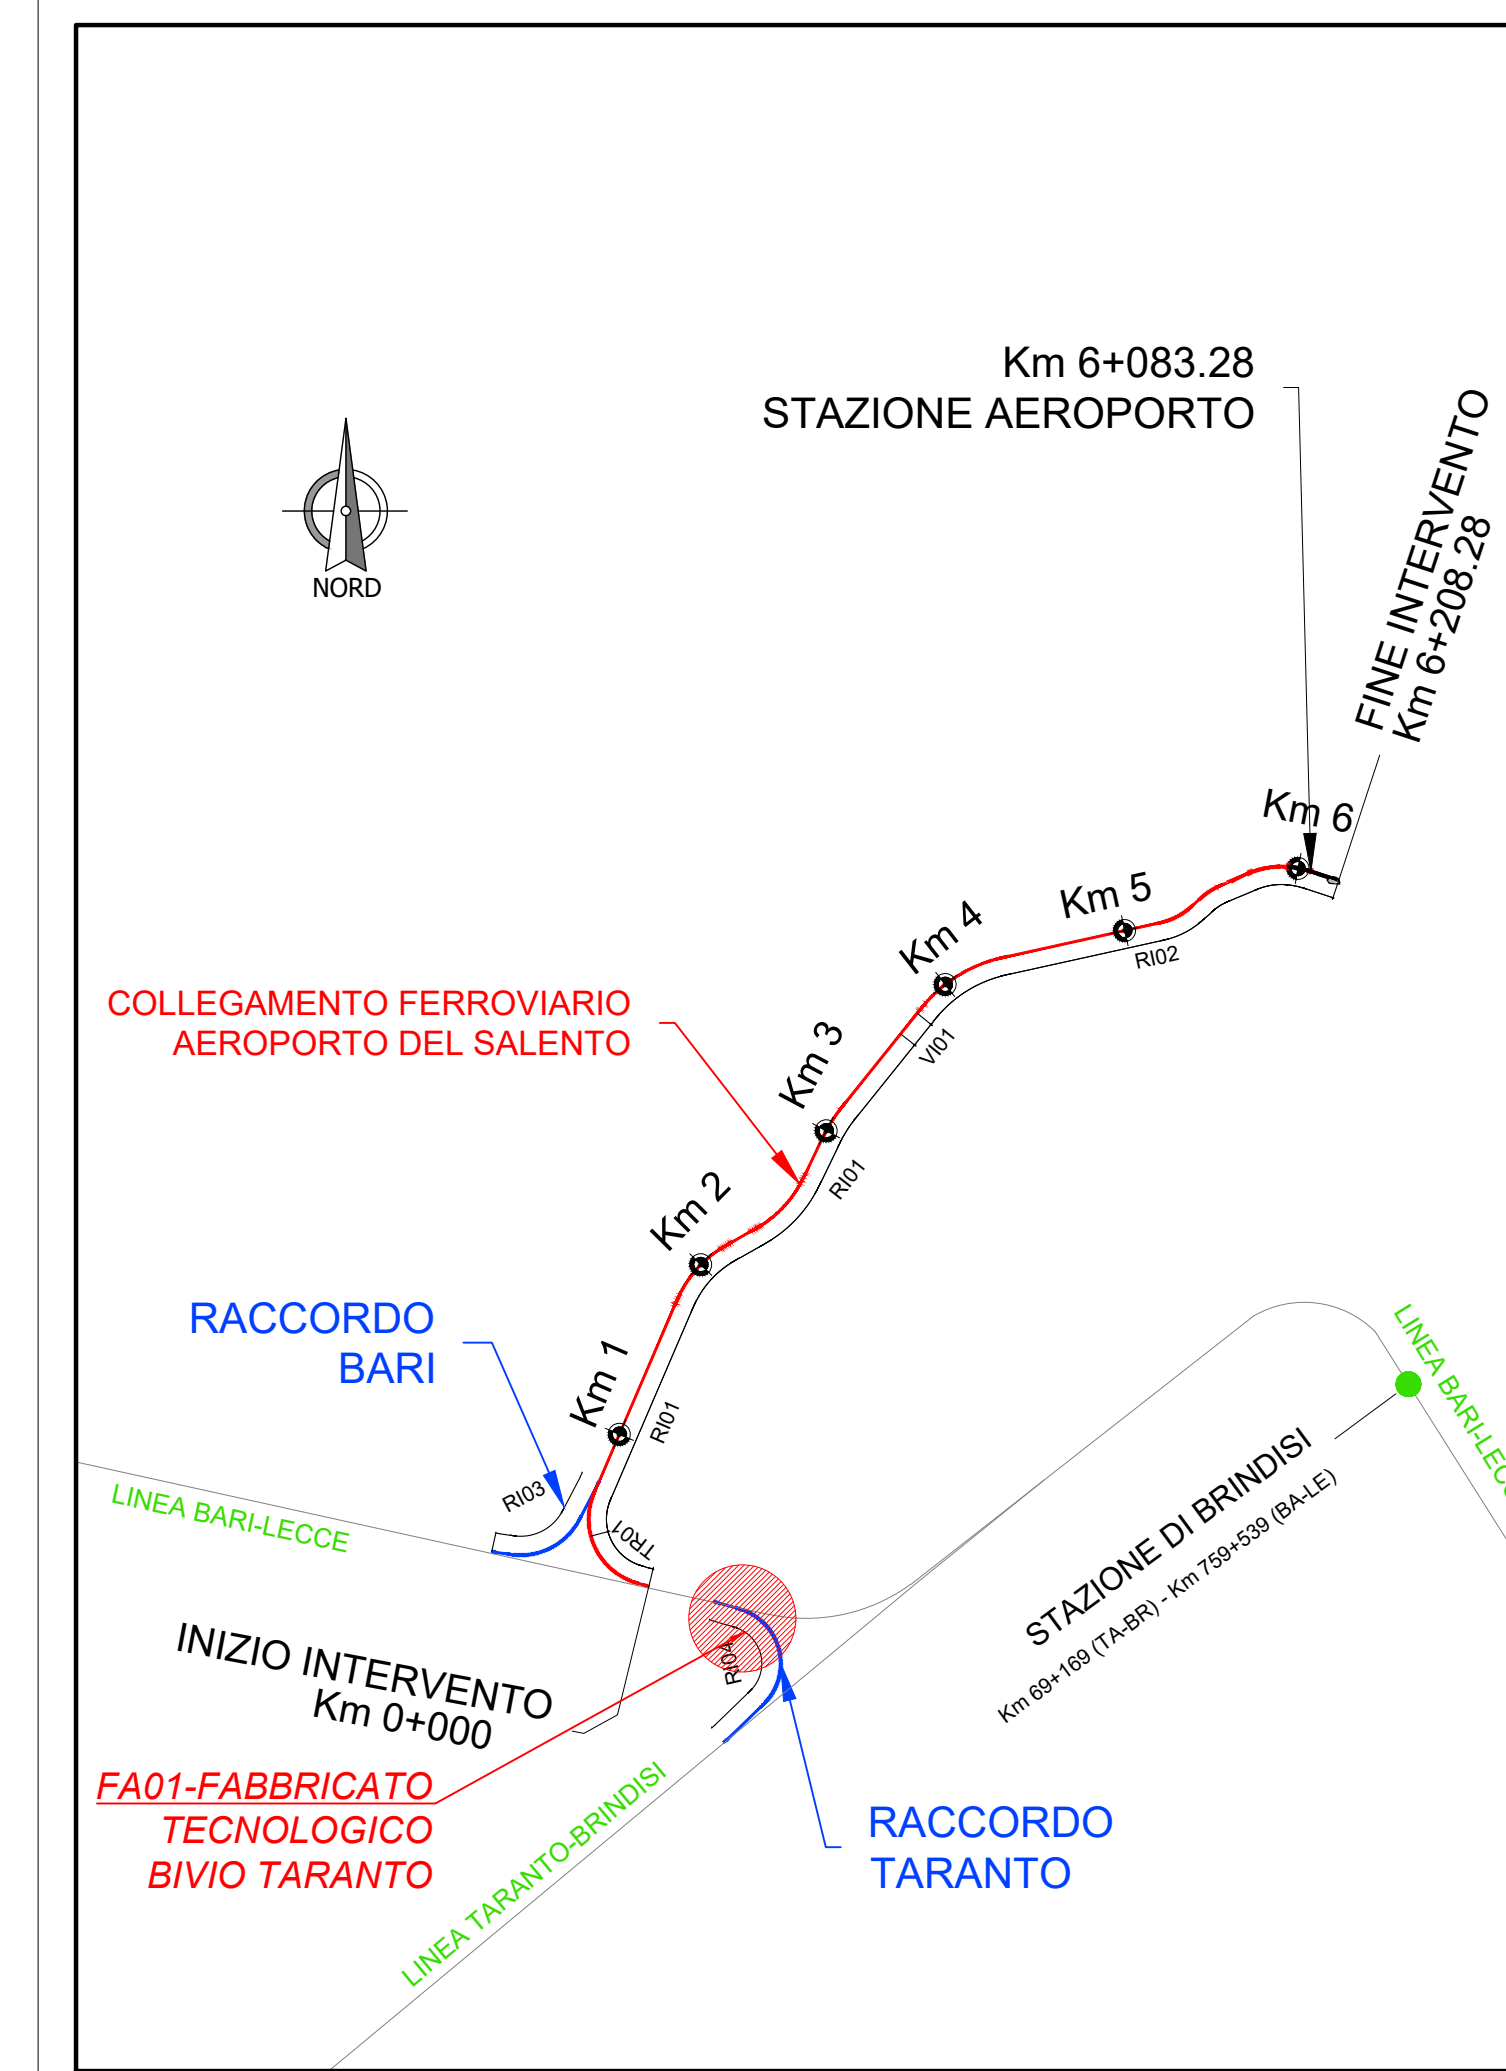 Km 6+083.28
STAZIONE AEROPORTO
FINE INTERVENTO
Km 6+208.28
NORD
Km 6
Km 5
RI02
Km 4
VI01
COLLEGAMENTO FERROVIARIO
AEROPORTO DEL SALENTO
Km 3
RI01
Km 2
RACCORDO
BARI
Km 1
RI01
LINEA BARI-LECC
RI03
LINEA BARI-LECCE
TR01
STAZIONE DI BRINDISI
Km 69+169 (TA-BR) - Km 759+539 (BA-LE)
INIZIO INTERVENTO
Km 0+000
RI04
FA01-FABBRICATO
TECNOLOGICO
BIVIO TARANTO
LINEA TARANTO-BRINDISI
RACCORDO
TARANTO